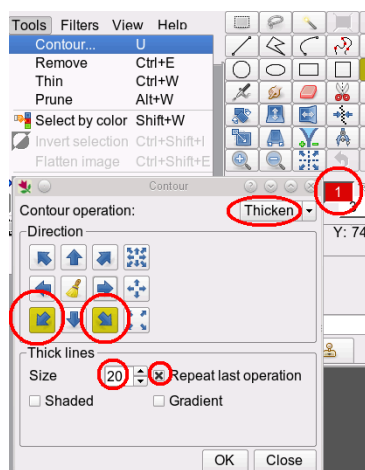 Tools Filters View Help
Contour... U
Remove Ctrl+E
Thin Ctrl+W
Prune Alt+W
Select by color Shift+W
Invert selection Ctrl+Shift+I
Flatten image Ctrl+Shift+E
Contour
1
3
Contour operation: Thicken
Y: 74
Direction
Thick lines
Size 20 Repeat last operation
Shaded Gradient
OK Close